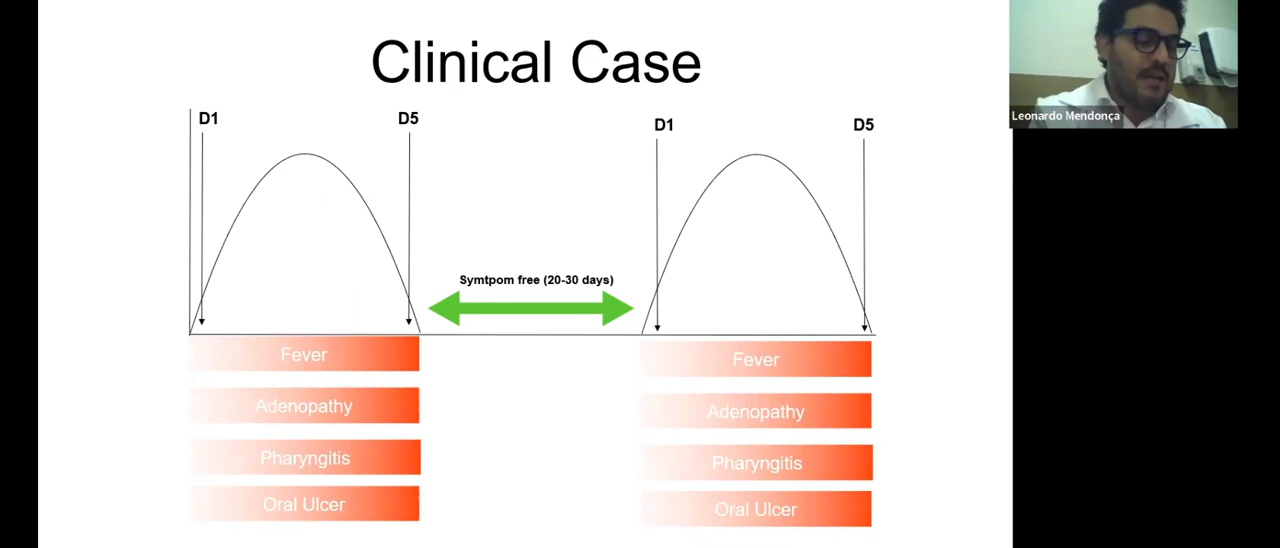 Clinical Case
Leonardo Mendonça
D1
D5
D1
D5
Symtpom free (20-30 days)
Fever
Adenopathy
Pharyngitis
Oral Ulcer
Fever
Adenopathy
Pharyngitis
Oral Ulcer